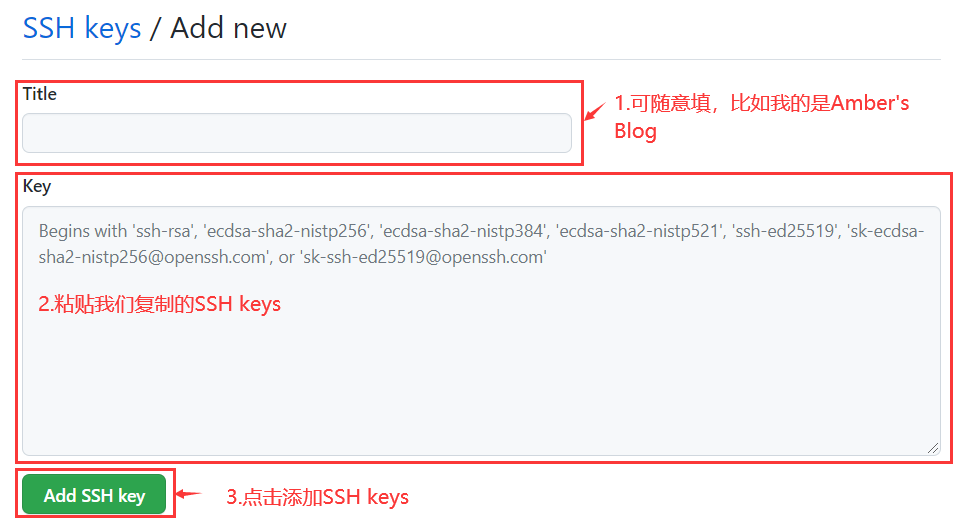 SSH keys / Add new
Title
1.可随意填，比如我的是Amber's
Blog
Key
Begins with 'ssh-rsa', 'ecdsa-sha2-nistp256', 'ecdsa-sha2-nistp384', 'ecdsa-sha2-nistp521', 'ssh-ed25519', 'sk-ecdsa-
sha2-nistp256@openssh.com', or 'sk-ssh-ed25519@openssh.com'
2.粘贴我们复制的SSH keys
Add SSH key
3.点击添加SSH keys